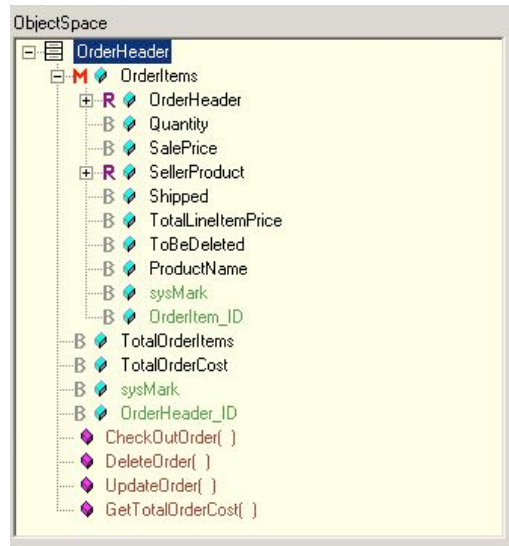 ObjectSpace
OrderHeader
M OrderItems
R OrderHeader
B Quantity
B SalePrice
R SellerProduct
B Shipped
B TotalLineItemPrice
B ToBeDeleted
B ProductName
B sysMark
B OrderItem_ID
B TotalOrderItems
B TotalOrderCost
B sysMark
B OrderHeader_ID
CheckOutOrder( )
DeleteOrder( )
UpdateOrder( )
GetTotalOrderCost( )